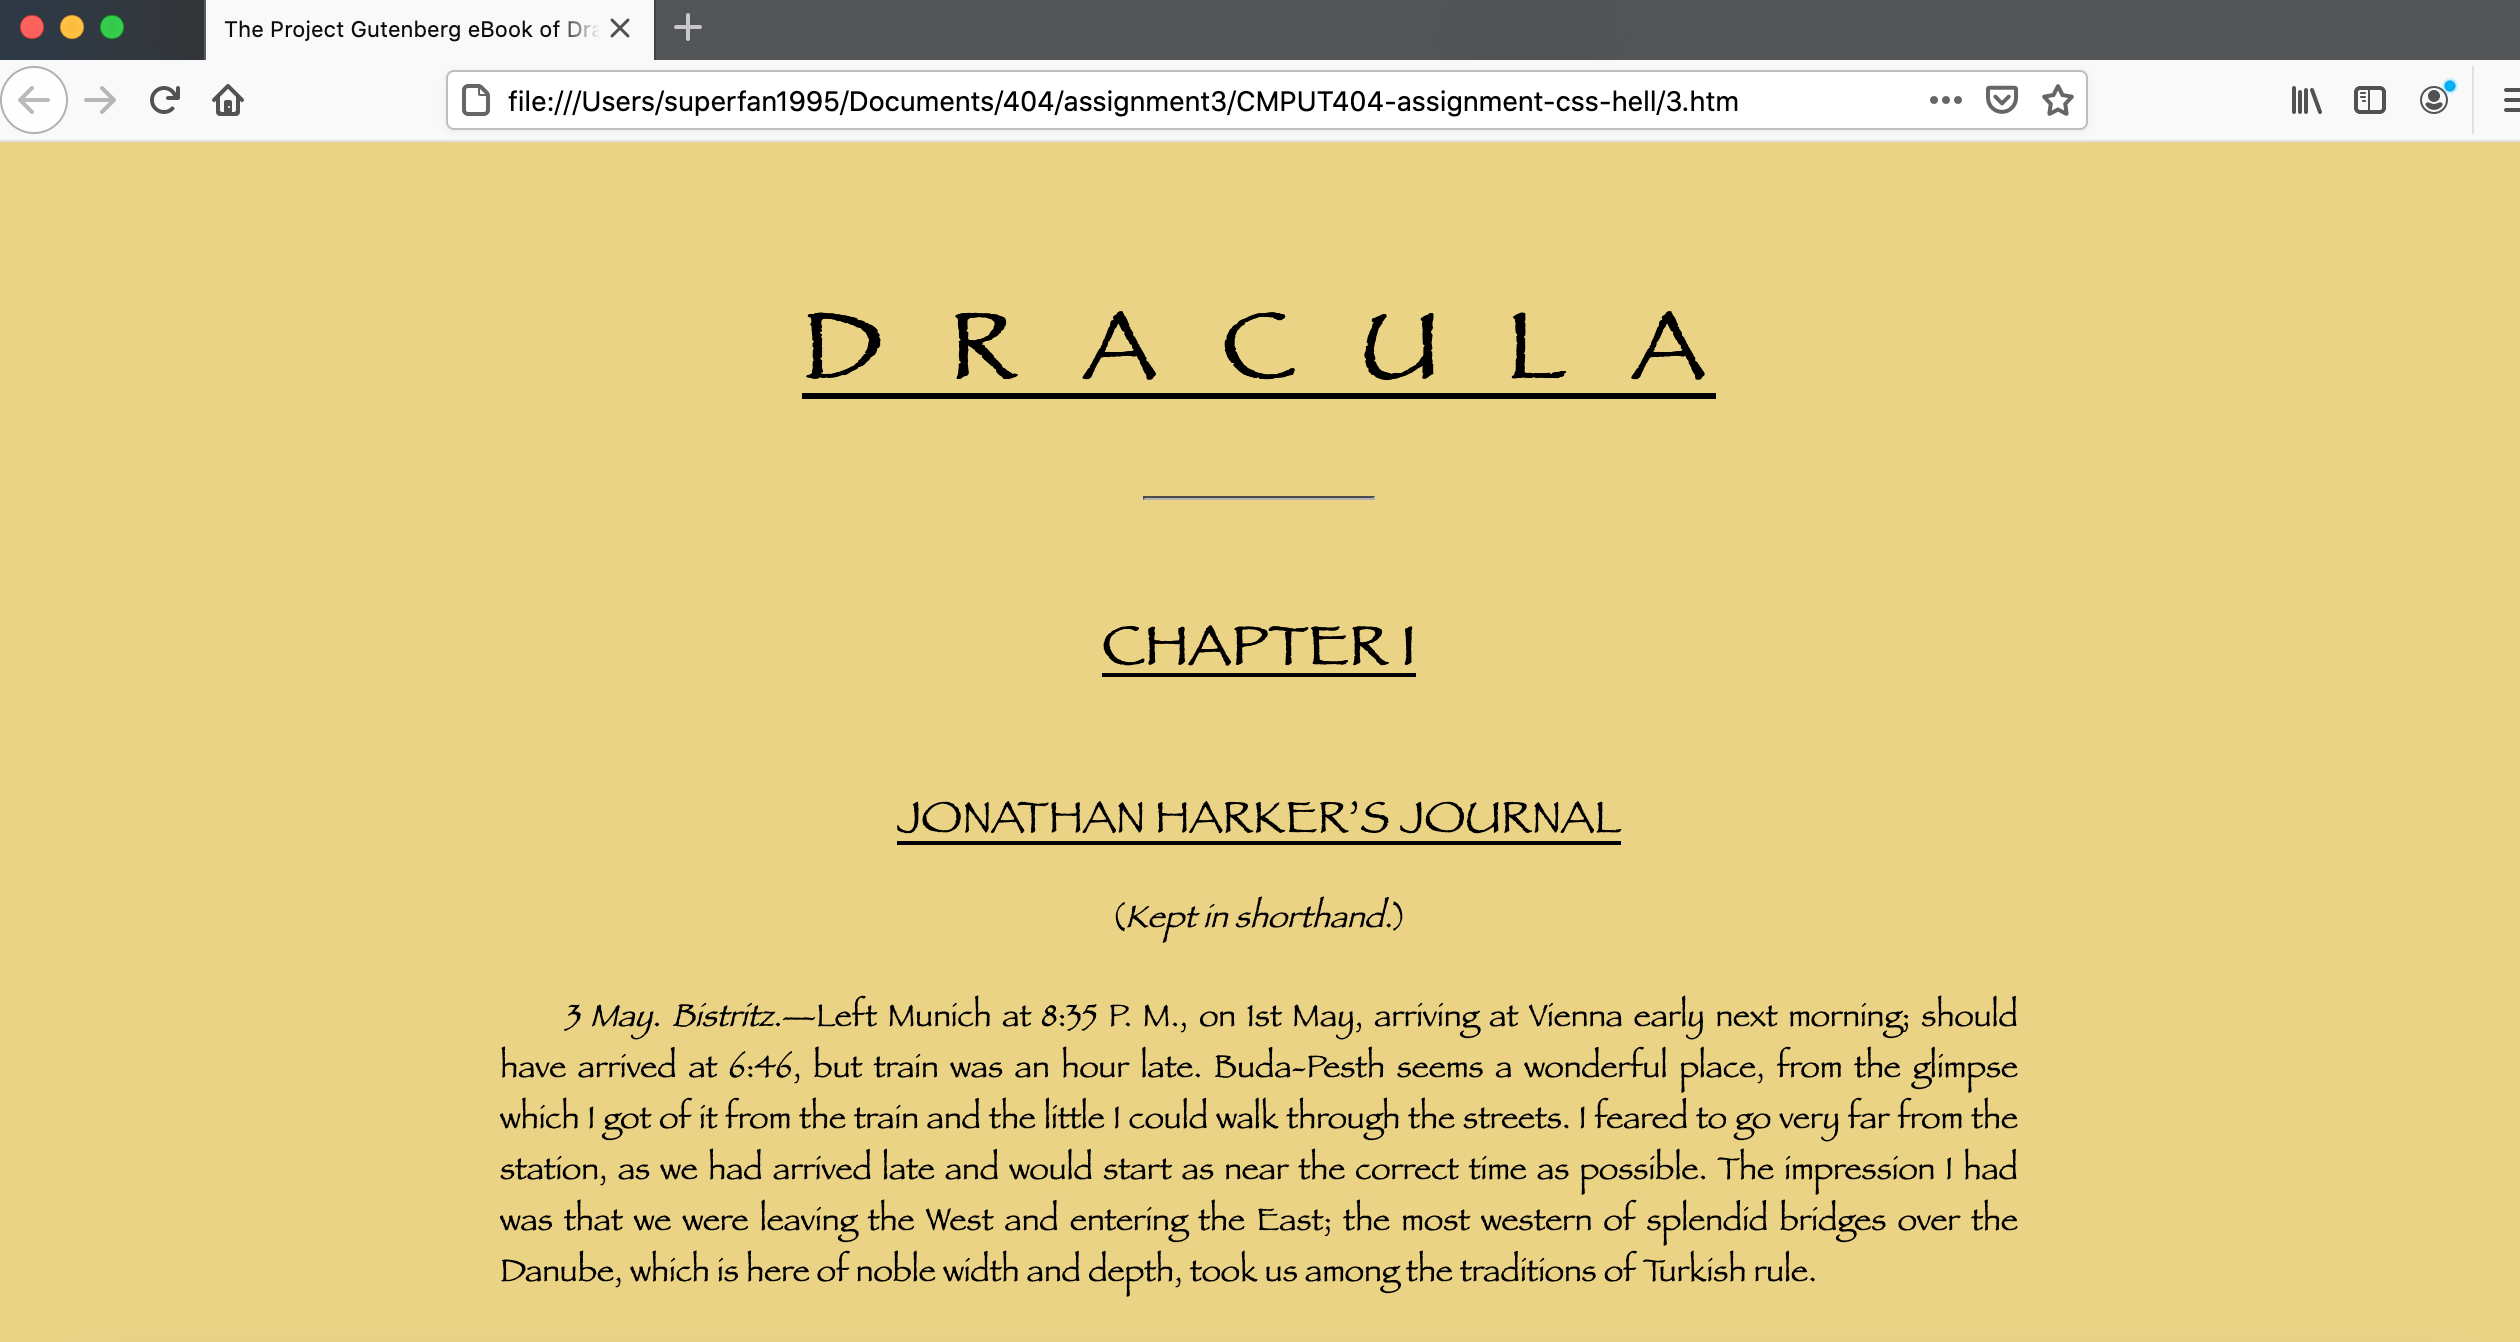 The Project Gutenberg eBook of Dra
file:///Users/superfan1995/Documents/404/assignment3/CMPUT404-assignment-css-hell/3.htm
D R A C U L A
CHAPTER I
JONATHAN HARKER’S JOURNAL
(Kept in shorthand.)
3 May. Bistritz.—Left Munich at 8:35 P. M., on 1st May, arriving at Vienna early next morning; should
have arrived at 6:46, but train was an hour late. Buda-Pesth seems a wonderful place, from the glimpse
which I got of it from the train and the little I could walk through the streets. I feared to go very far from the
station, as we had arrived late and would start as near the correct time as possible. The impression I had
was that we were leaving the West and entering the East; the most western of splendid bridges over the
Danube, which is here of noble width and depth, took us among the traditions of Turkish rule.